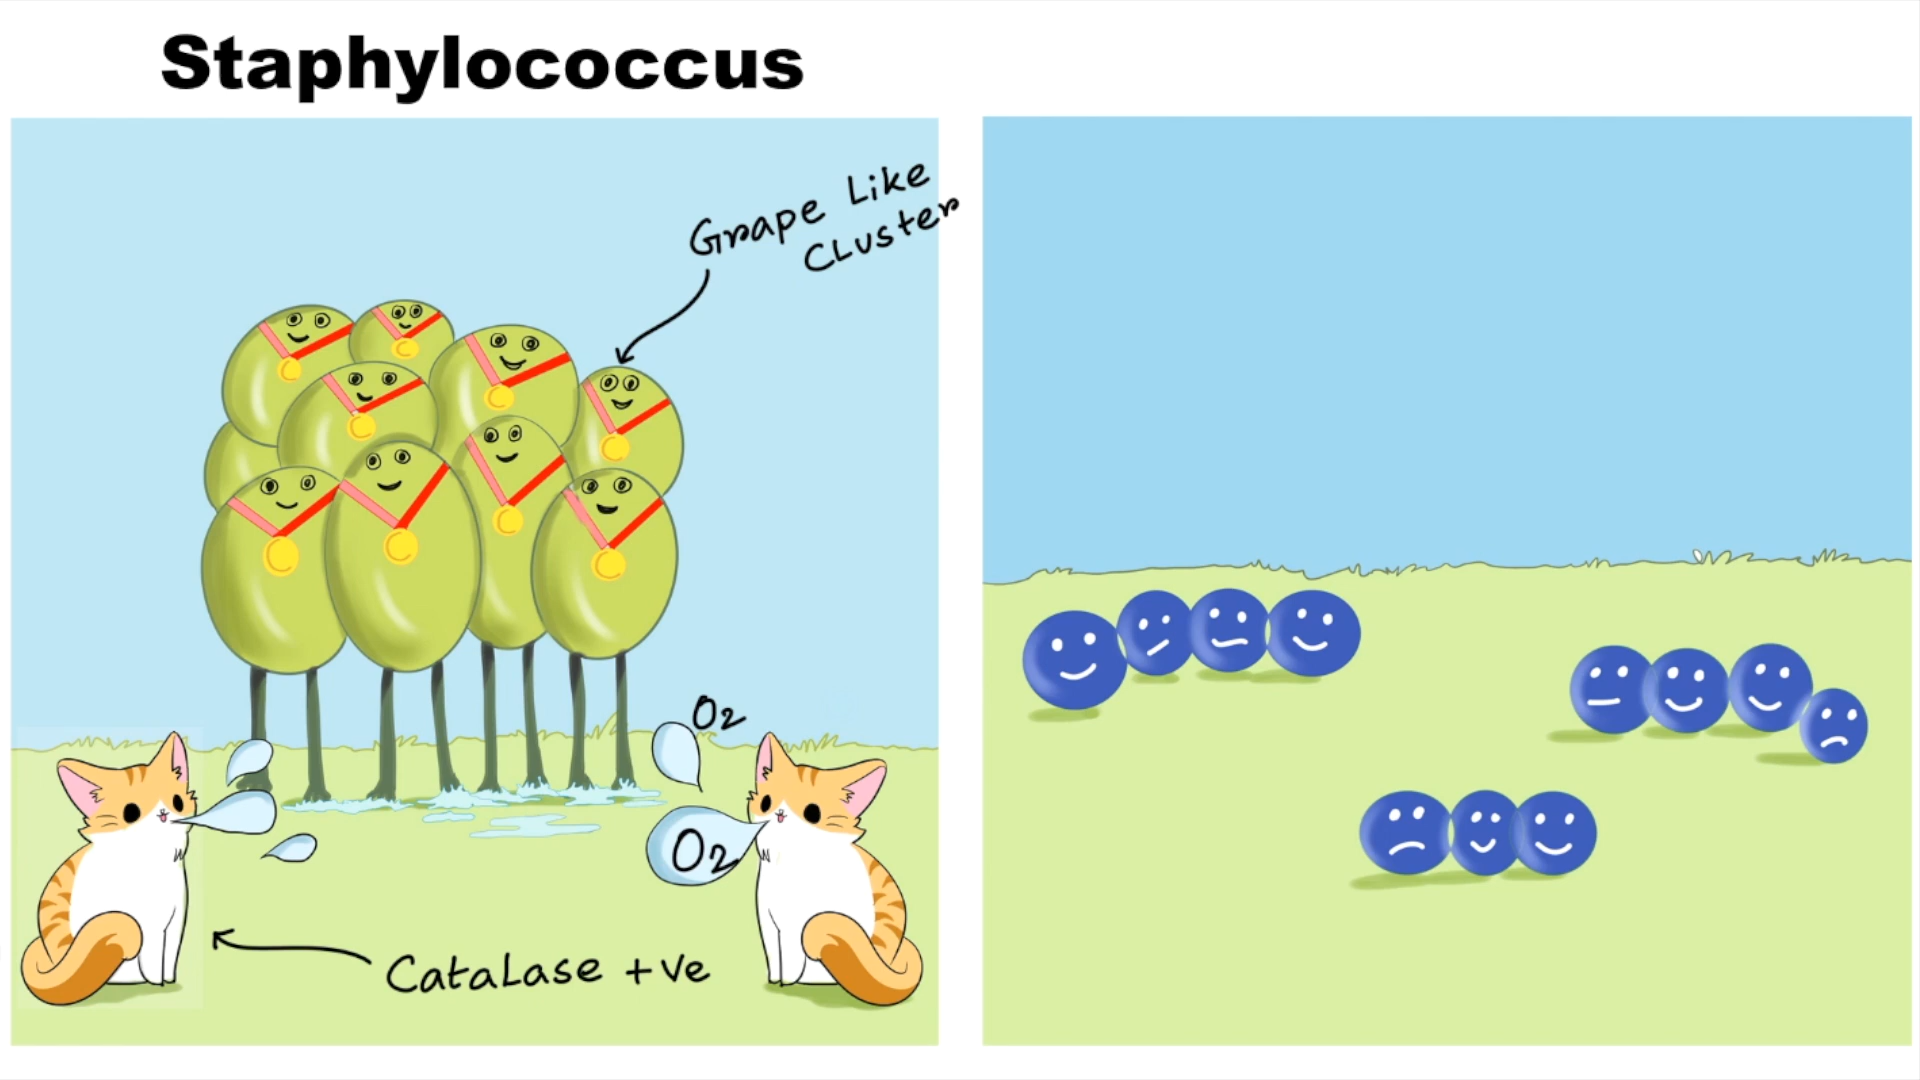 Staphylococcus
Grape Like
Cluster
O2
O2
Catalase +ve